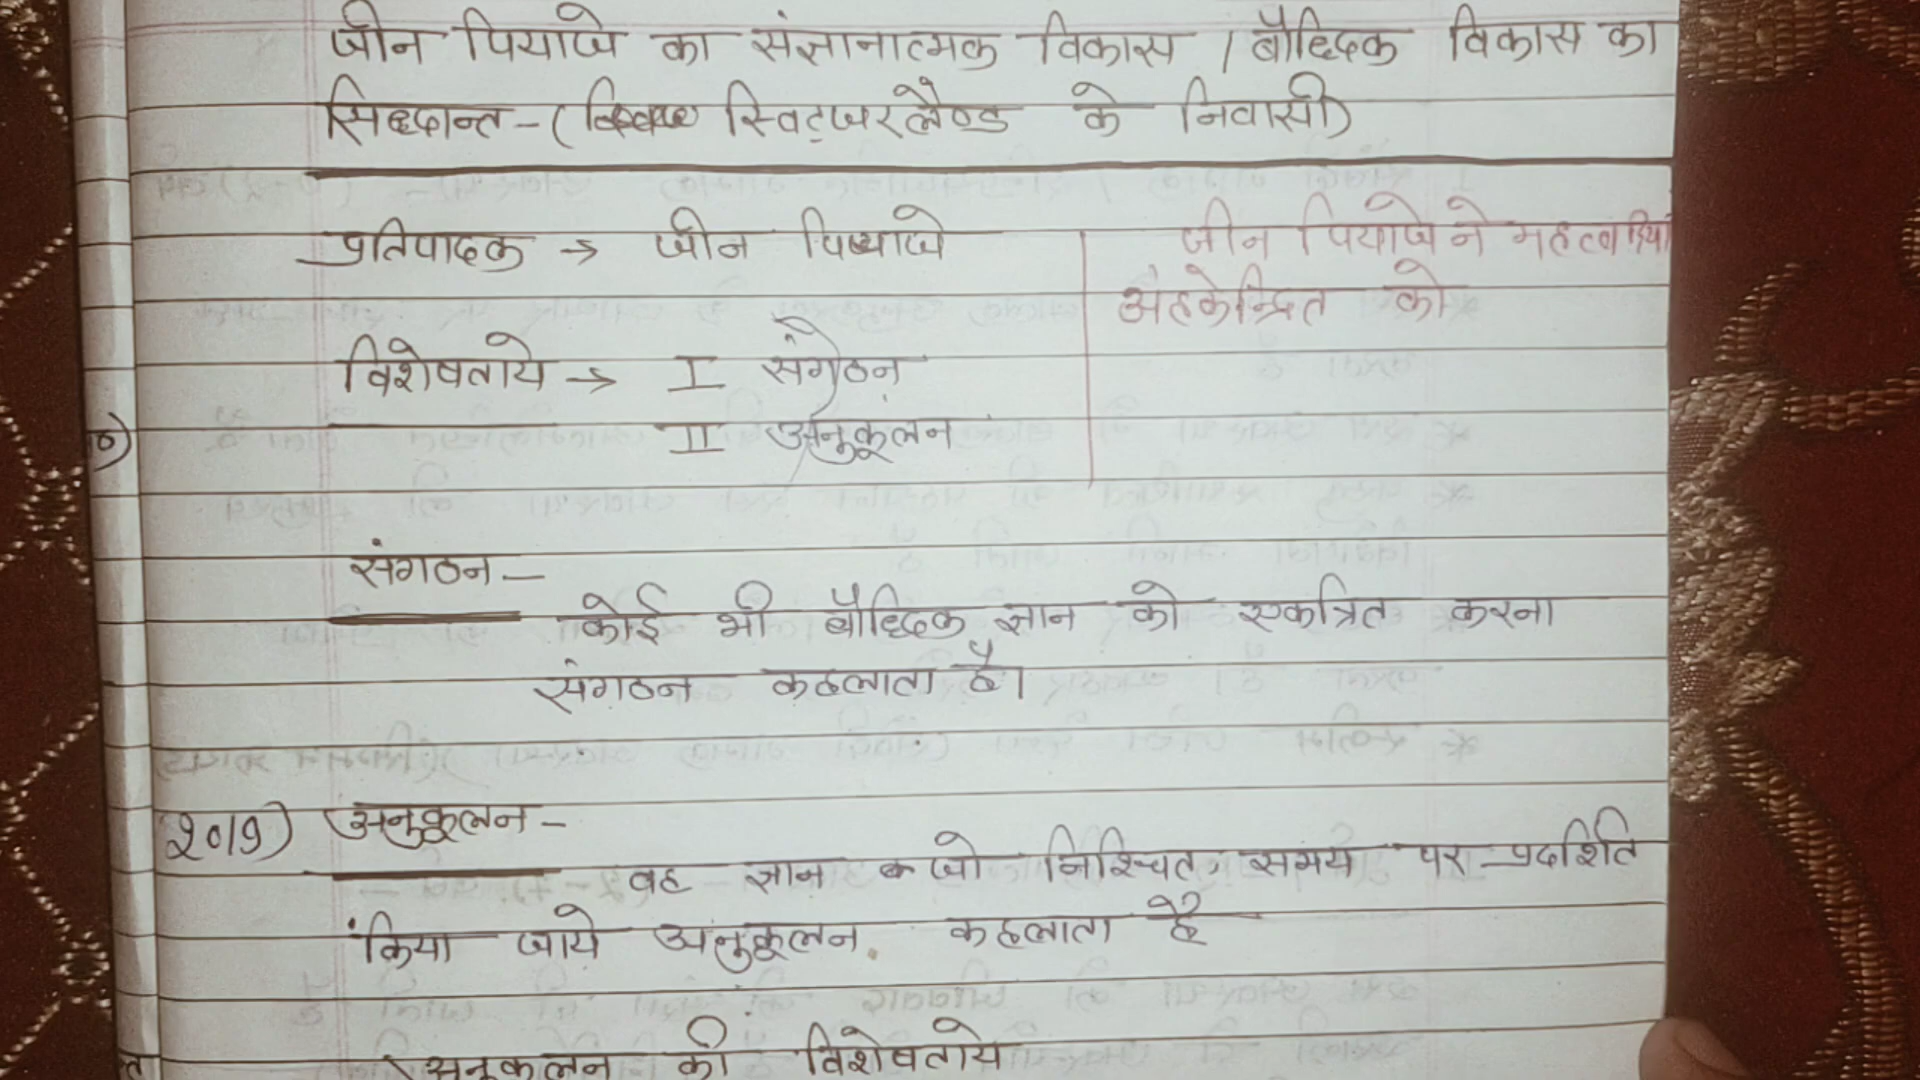 जीन पियाजे का संज्ञानात्मक विकास / बौद्धिक विकास का
सिद्धान्त - ( स्विट्जरलैण्ड के निवासी)
प्रतिपादक → जीन पियाजे
जीन पियाजे ने महत्व दिया
अंहकेन्द्रित को
विशेषताये → I संगठन
II अनुकूलन
संगठन -
कोई भी बौद्धिक ज्ञान को एकत्रित करना
संगठन कहलाता है।
2019) अनुकूलन -
वह ज्ञान जो निश्चित समय पर प्रदर्शित
किया जाये अनुकूलन कहलाता है
अनुकूलन की विशेषताये